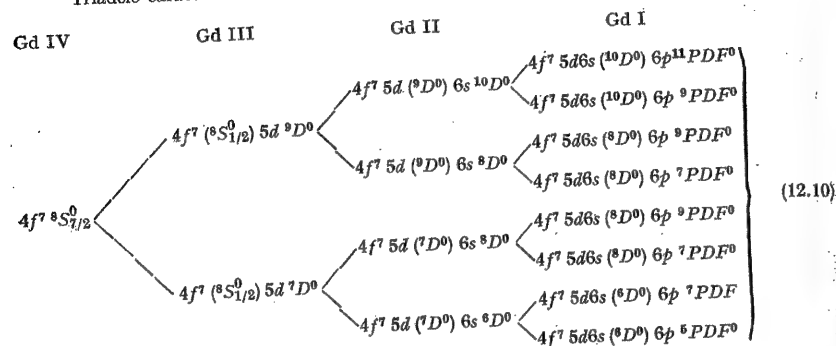 Gd IV Gd III Gd II Gd I
4f⁷ ⁸S⁰₇/₂
4f⁷ (⁸S⁰₁/₂) 5d ⁹D⁰
4f⁷ (⁸S⁰₁/₂) 5d ⁷D⁰
4f⁷ 5d (⁹D⁰) 6s ¹⁰D⁰
4f⁷ 5d (⁹D⁰) 6s ⁸D⁰
4f⁷ 5d (⁷D⁰) 6s ⁸D⁰
4f⁷ 5d (⁷D⁰) 6s ⁶D⁰
4f⁷ 5d6s (¹⁰D⁰) 6p ¹¹PDF⁰
4f⁷ 5d6s (¹⁰D⁰) 6p ⁹PDF⁰
4f⁷ 5d6s (⁸D⁰) 6p ⁹PDF⁰
4f⁷ 5d6s (⁸D⁰) 6p ⁷PDF⁰
4f⁷ 5d6s (⁸D⁰) 6p ⁹PDF⁰
4f⁷ 5d6s (⁸D⁰) 6p ⁷PDF⁰
4f⁷ 5d6s (⁶D⁰) 6p ⁷PDF
4f⁷ 5d6s (⁶D⁰) 6p ⁵PDF⁰
(12.10)